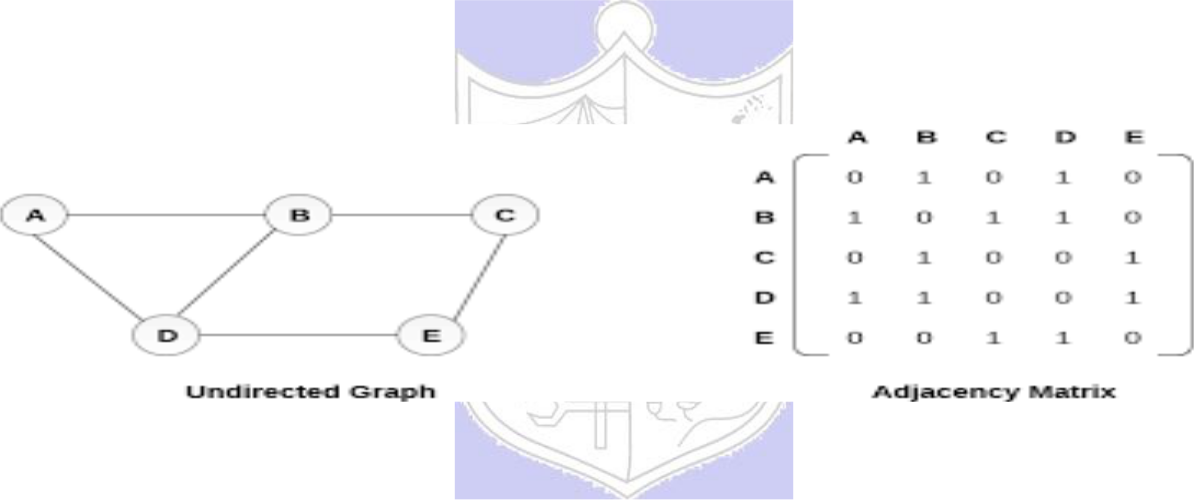 A B C D E
A 0 1 0 1 0
A B C
B 1 0 1 1 0
C 0 1 0 0 1
D 1 1 0 0 1
D E
E 0 0 1 1 0
Undirected Graph
Adjacency Matrix